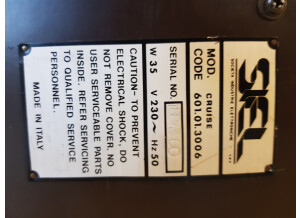 SIEL
SOCIETÀ INDUSTRIE ELETTRONICHE
MOD. CRUISE
CODE 601.01.3006
SERIAL NO.
W 35 V 230~ Hz 50
CAUTION- TO PREVENT
ELECTRICAL SHOCK, DO
NOT REMOVE COVER. NO
USER SERVICEABLE PARTS
INSIDE. REFER SERVICING
TO QUALIFIED SERVICE
PERSONNEL.
MADE IN ITALY